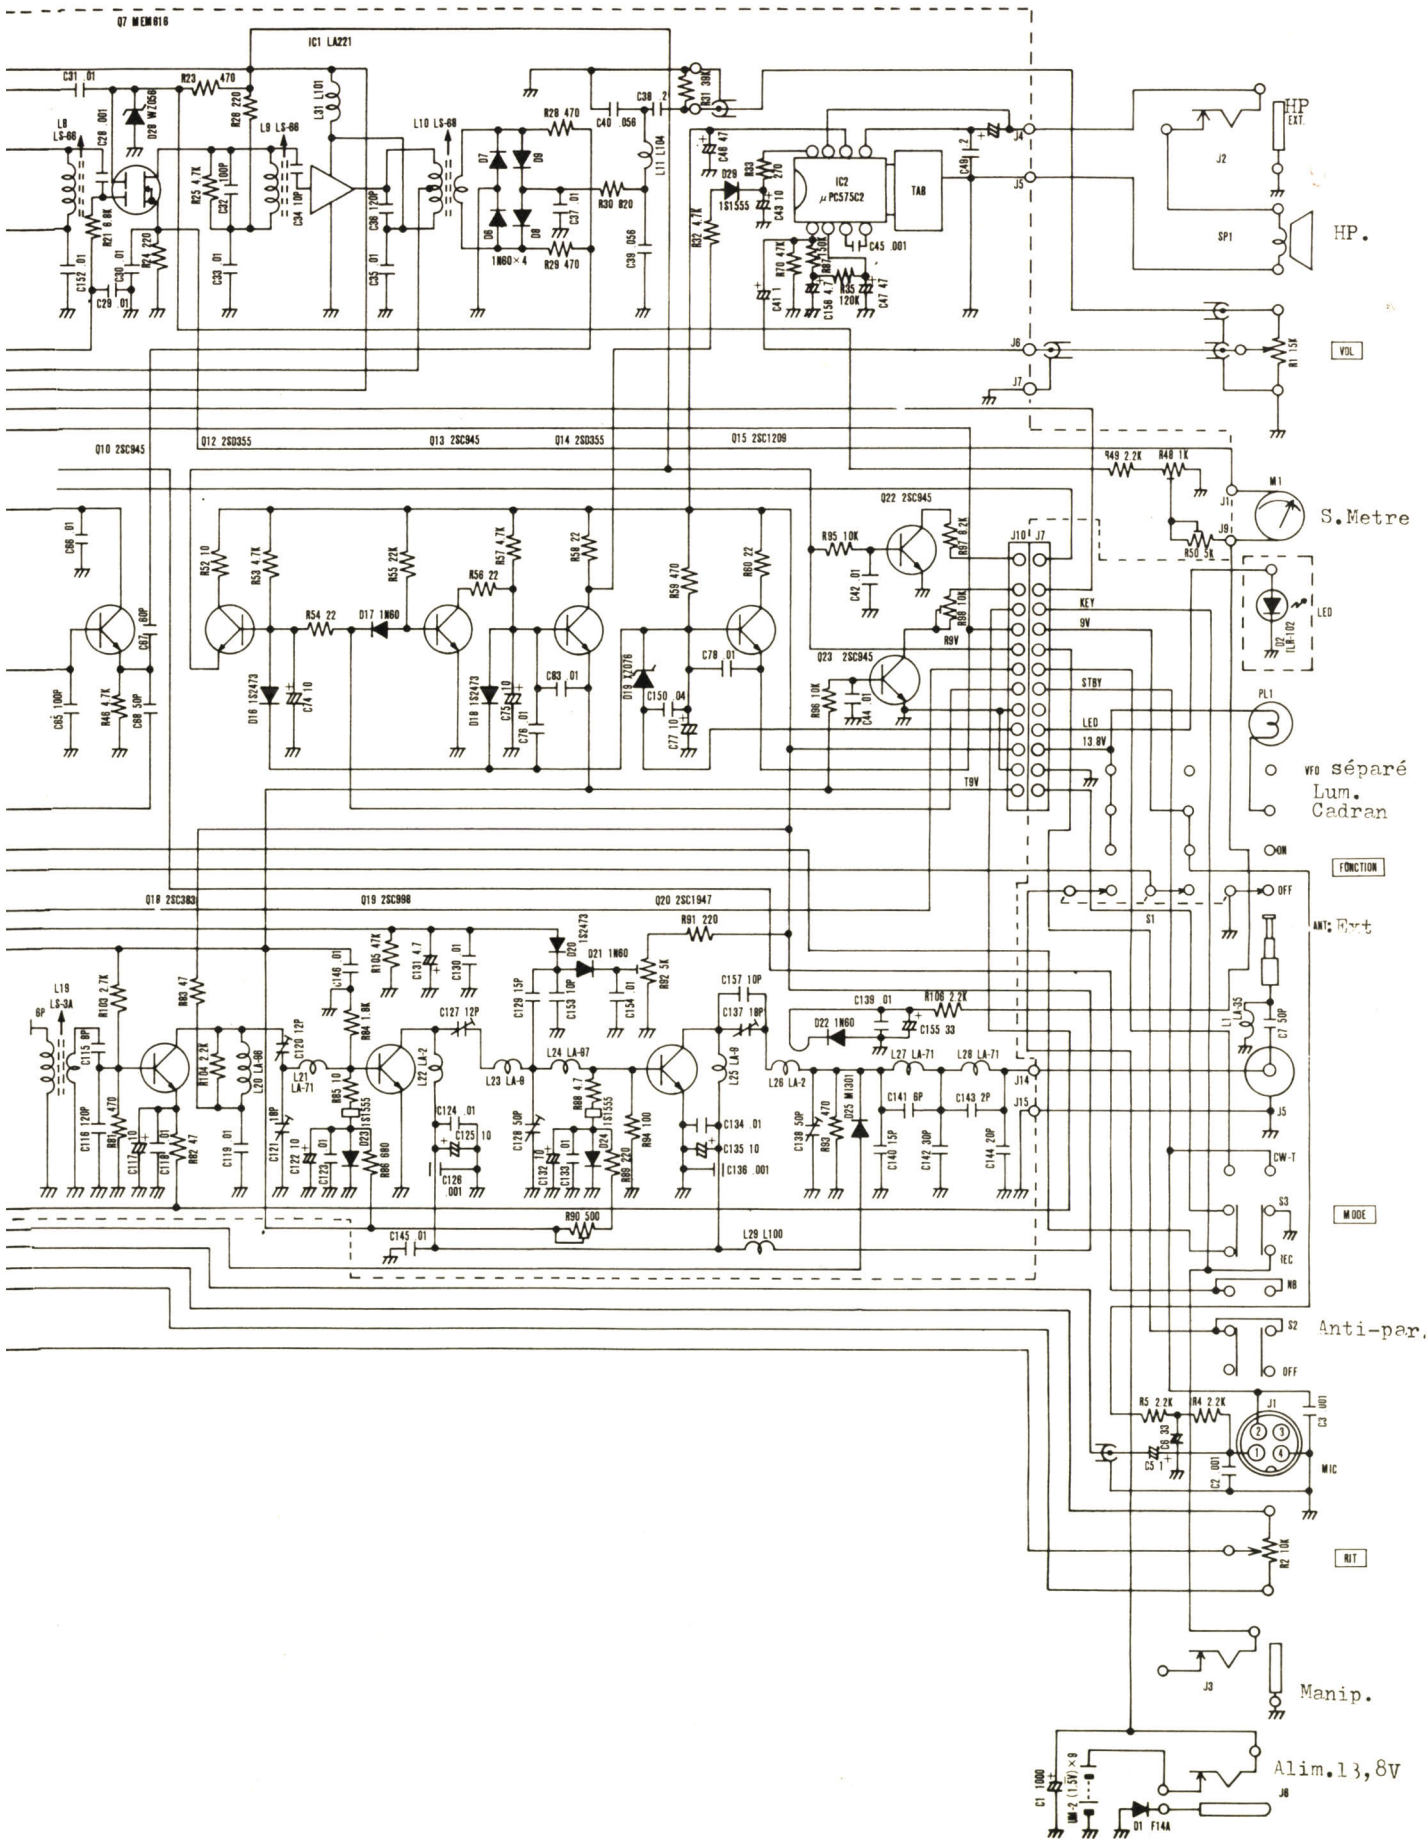 Q7 MEM616
IC1 LA221
C31 .01
R23 470
D28 WZ056
C28 .001
L8
LS-66
R26 220
L31 L101
L9 LS-66
L10 LS-68
R28 470
C40 .056
C38 .2
R31 39K
L11 L104
C46 47
R33
270
D29
1S1555
C43 10
IC2
μPC575C2
TAB
C49 .2
J4
J5
J2
HP
EXT.
SP1
HP.
R21 6.8K
R25 4.7K
C32 100P
C34 10P
C36 120P
D7
D9
D6
D8
1N60×4
C37 .01
R30 820
C39 .056
R29 470
R32 4.7K
C45 .001
C152 .01
C30 .01
C29 .01
R24 220
C33 .01
C35 .01
C41 1
R70 47K
R87 150K
C156 4.7
R35
120K
C47 47
J6
J7
R1 15K
VOL
Q10 2SC945
Q12 2SD355
Q13 2SC945
Q14 2SD355
Q15 2SC1209
Q22 2SC945
R49 2.2K
R48 1K
M1
J9
R50 5K
S.Metre
C66 .01
R52 10
R53 4.7K
R55 22K
R57 4.7K
R56 22
R58 22
R59 470
R60 22
R95 10K
C42 .01
R97 8.2K
R98 10K
J10
J7
KEY
9V
R9V
STBY
LED
13.8V
T9V
D2
TLR-102
LED
C67 60P
R54 22
D17 1N60
D19 XZ076
C78 .01
Q23 2SC945
R96 10K
C44 .01
PL1
C65 100P
R46 4.7K
C68 50P
D16 1S2473
C74 10
D18 1S2473
C75 10
C83 .01
C76 .01
C150 .04
C77 10
VFO séparé
Lum.
Cadran
ON
FUNCTION
OFF
S1
Q18 2SC383
Q19 2SC998
Q20 2SC1947
R91 220
ANT: Ext
L19
LS-3A
6P
C115 8P
R103 2.7K
R83 47
R104 2.2K
L20 LA-66
C120 12P
C146 .01
R84 1.8K
R105 47K
C131 4.7
C130 .01
D20
1S2473
D21 1N60
C129 15P
C153 10P
C154 .01
R92 5K
C157 10P
C137 18P
C139 .01
R106 2.2K
D22 1N60
C155 33
L1
LA-35
C7 50P
C127 12P
L21
LA-71
L22 LA-2
L23 LA-9
L24 LA-97
L25 LA-9
L26 LA-2
L27 LA-71
L28 LA-71
J14
J15
J5
C116 120P
R81 470
C117 10
C118 .01
R82 47
C119 .01
C121 18P
R85 10
1S1555
C122 10
C123 .01
D23
R86 680
C124 .01
C125 10
C126
.001
C128 50P
R88 4.7
1S1555
C132 10
C133 .01
D24
R89 220
R94 100
C134 .01
C135 10
C136 .001
C138 50P
R93 470
D25 MI301
C141 6P
C143 2P
C140 15P
C142 30P
C144 20P
R90 500
C145 .01
L29 L100
CW-T
S3
MODE
REC
NB
S2
Anti-par.
OFF
R5 2.2K
R4 2.2K
J1
C3 .001
C6 33
C5 1
C2 .001
2
3
1
4
MIC
R2 10K
RIT
J3
Manip.
C1 1000
UM-2 (1.5V)×9
Alim.13,8V
J6
D1 F14A